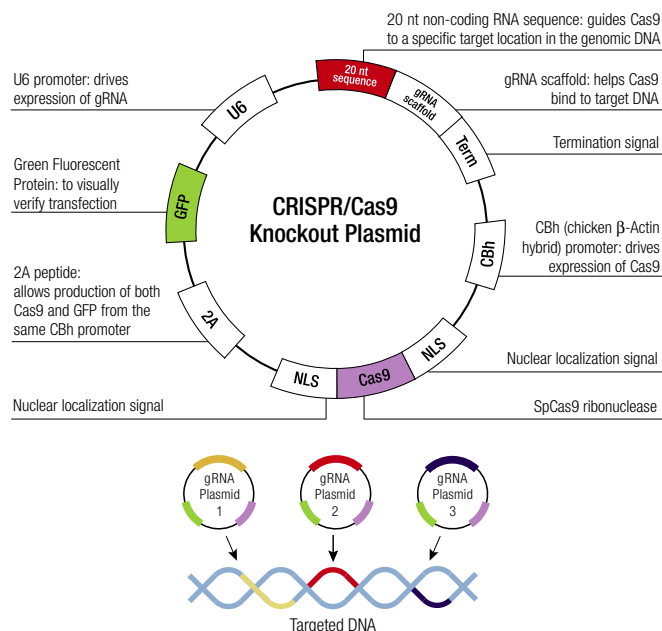 20 nt non-coding RNA sequence: guides Cas9
to a specific target location in the genomic DNA
U6 promoter: drives
expression of gRNA
gRNA scaffold: helps Cas9
bind to target DNA
Termination signal
Green Fluorescent
Protein: to visually
verify transfection
CBh (chicken β-Actin
hybrid) promoter: drives
expression of Cas9
2A peptide:
allows production of both
Cas9 and GFP from the
same CBh promoter
Nuclear localization signal
Nuclear localization signal
SpCas9 ribonuclease
20 nt
sequence
gRNA
scaffold
Term
CBh
NLS
Cas9
NLS
2A
GFP
U6
CRISPR/Cas9
Knockout Plasmid
gRNA
Plasmid
1
gRNA
Plasmid
2
gRNA
Plasmid
3
Targeted DNA